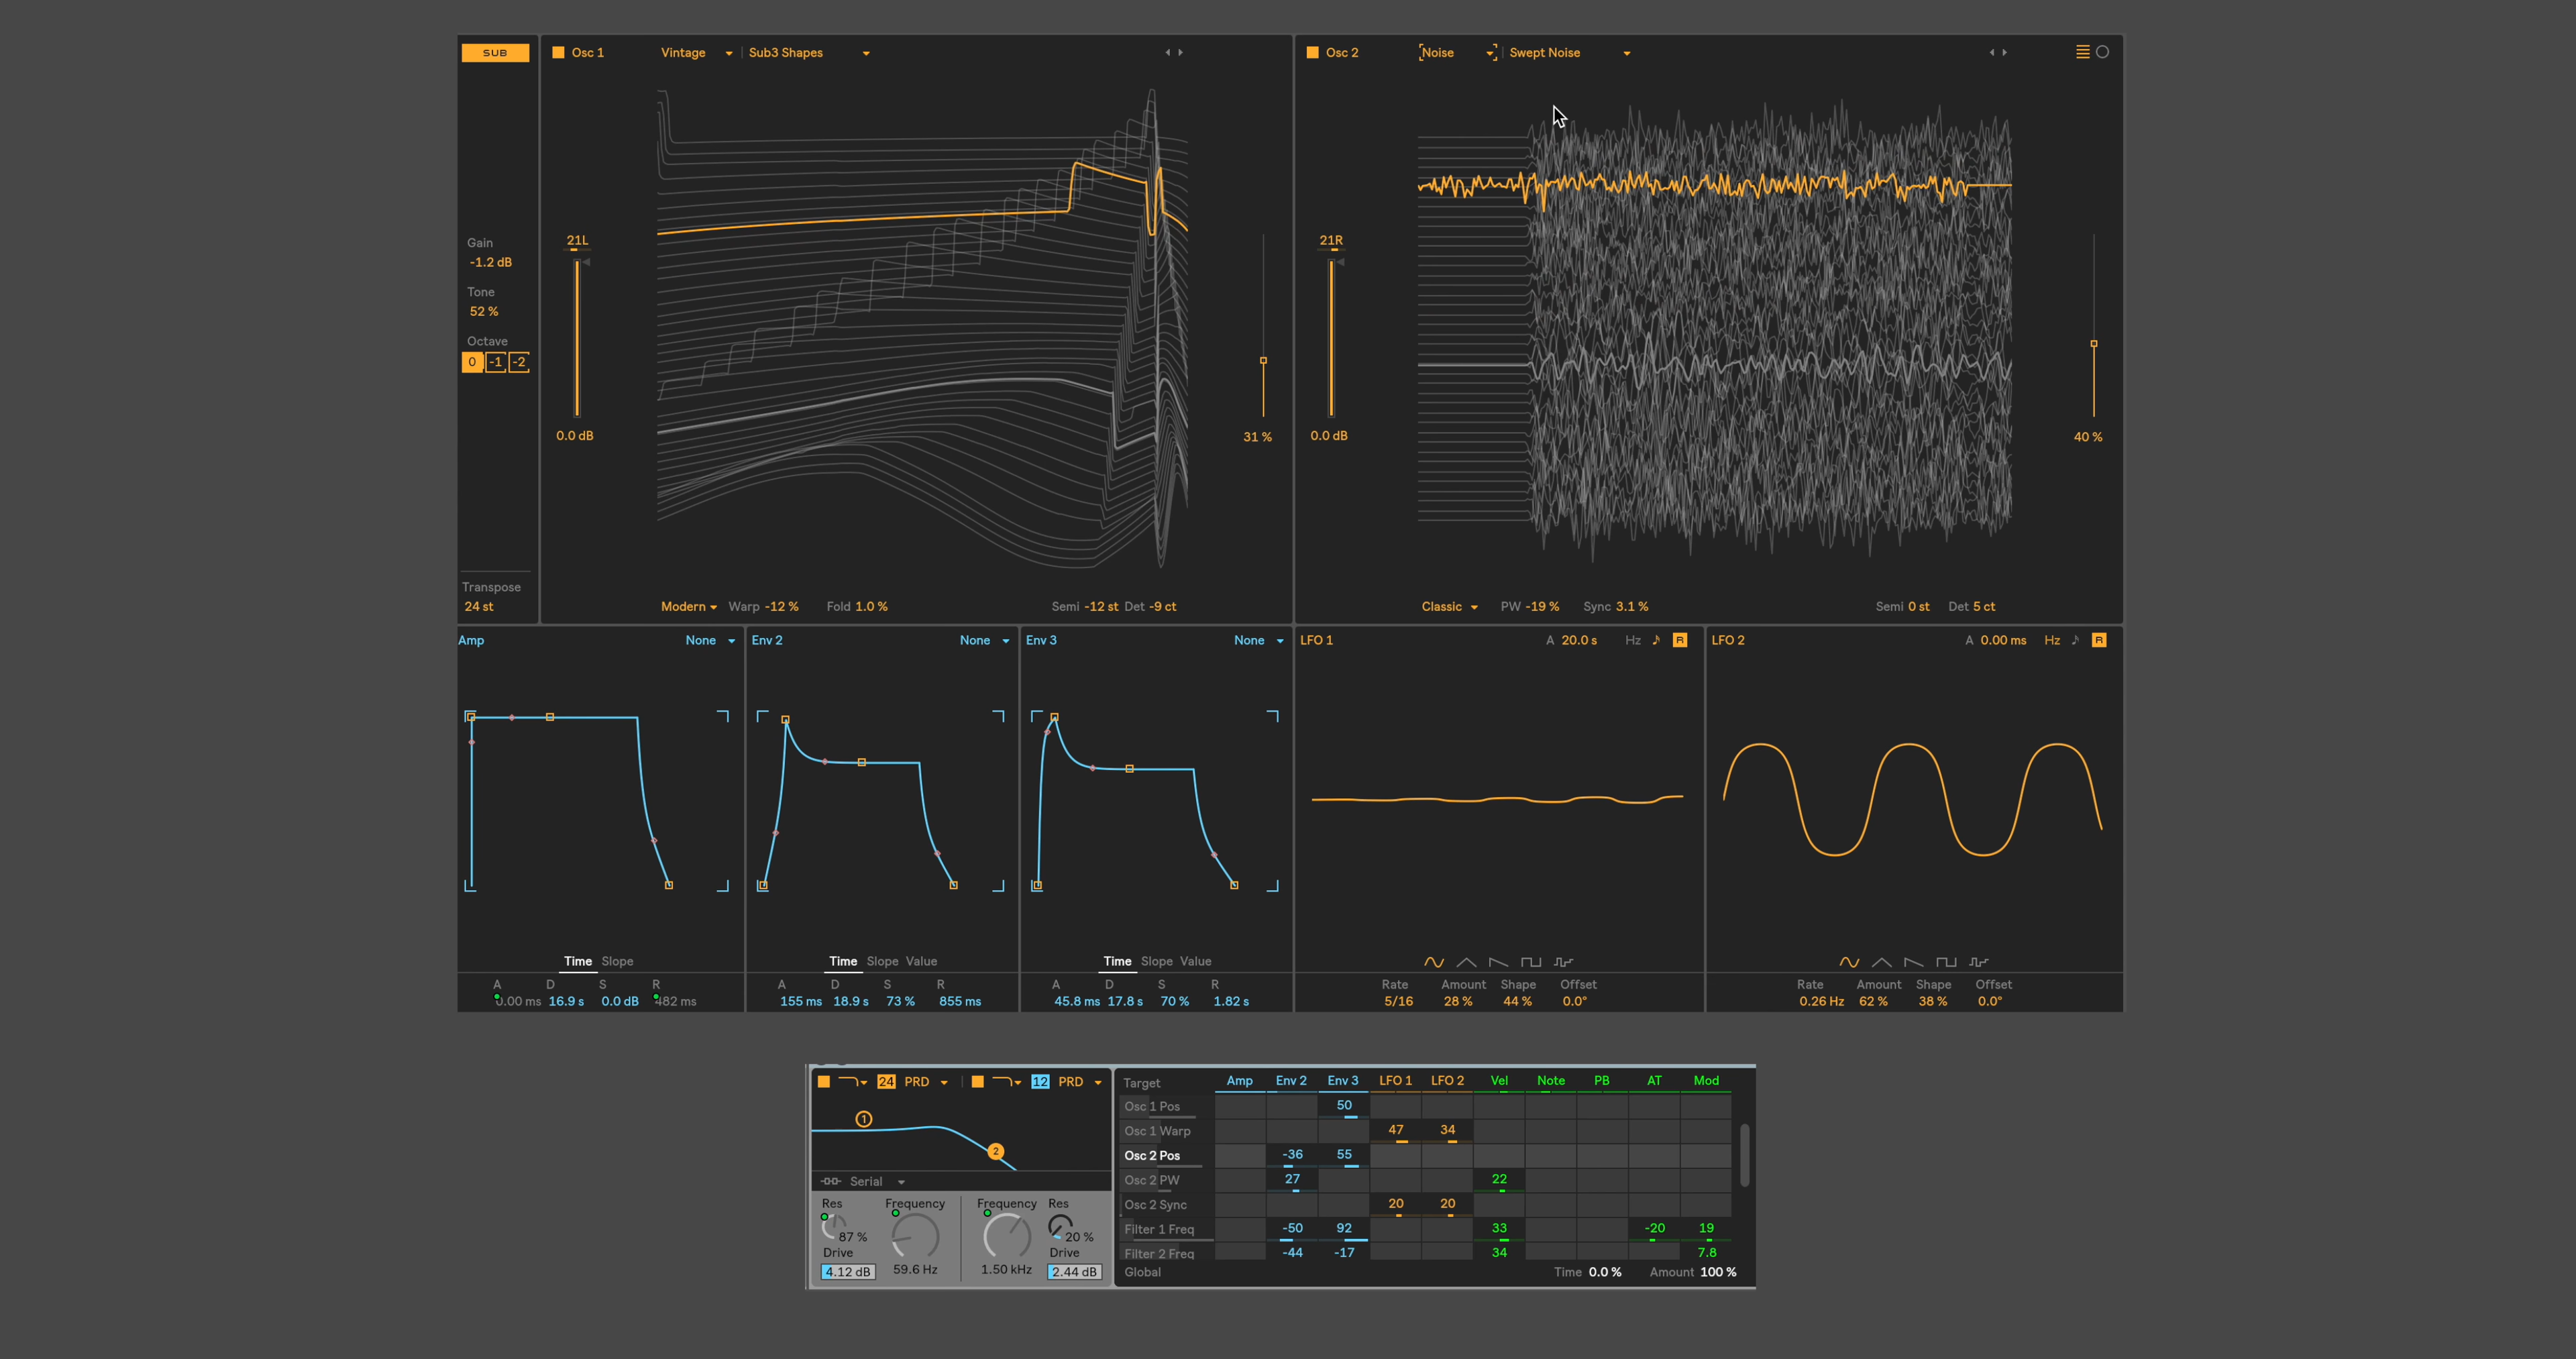 SUB
Osc 1 Vintage Sub3 Shapes
Osc 2 Noise Swept Noise
Gain
-1.2 dB
Tone
52 %
Octave
0 -1 -2
Transpose
24 st
21L
0.0 dB
31 %
Modern Warp -12 % Fold 1.0 % Semi -12 st Det -9 ct
21R
0.0 dB
40 %
Classic PW -19 % Sync 3.1 % Semi 0 st Det 5 ct
Amp None
Time Slope
A D S R
0.00 ms 16.9 s 0.0 dB 482 ms
Env 2 None
Time Slope Value
A D S R
155 ms 18.9 s 73 % 855 ms
Env 3 None
Time Slope Value
A D S R
45.8 ms 17.8 s 70 % 1.82 s
LFO 1 A 20.0 s Hz R
Rate Amount Shape Offset
5/16 28 % 44 % 0.0°
LFO 2 A 0.00 ms Hz R
Rate Amount Shape Offset
0.26 Hz 62 % 38 % 0.0°
24 PRD 12 PRD
1
2
Serial
Res Frequency Frequency Res
87 % 20 %
Drive Drive
4.12 dB 59.6 Hz 1.50 kHz 2.44 dB
Target Amp Env 2 Env 3 LFO 1 LFO 2 Vel Note PB AT Mod
Osc 1 Pos 50
Osc 1 Warp 47 34
Osc 2 Pos -36 55
Osc 2 PW 27 22
Osc 2 Sync 20 20
Filter 1 Freq -50 92 33 -20 19
Filter 2 Freq -44 -17 34 7.8
Global Time 0.0 % Amount 100 %